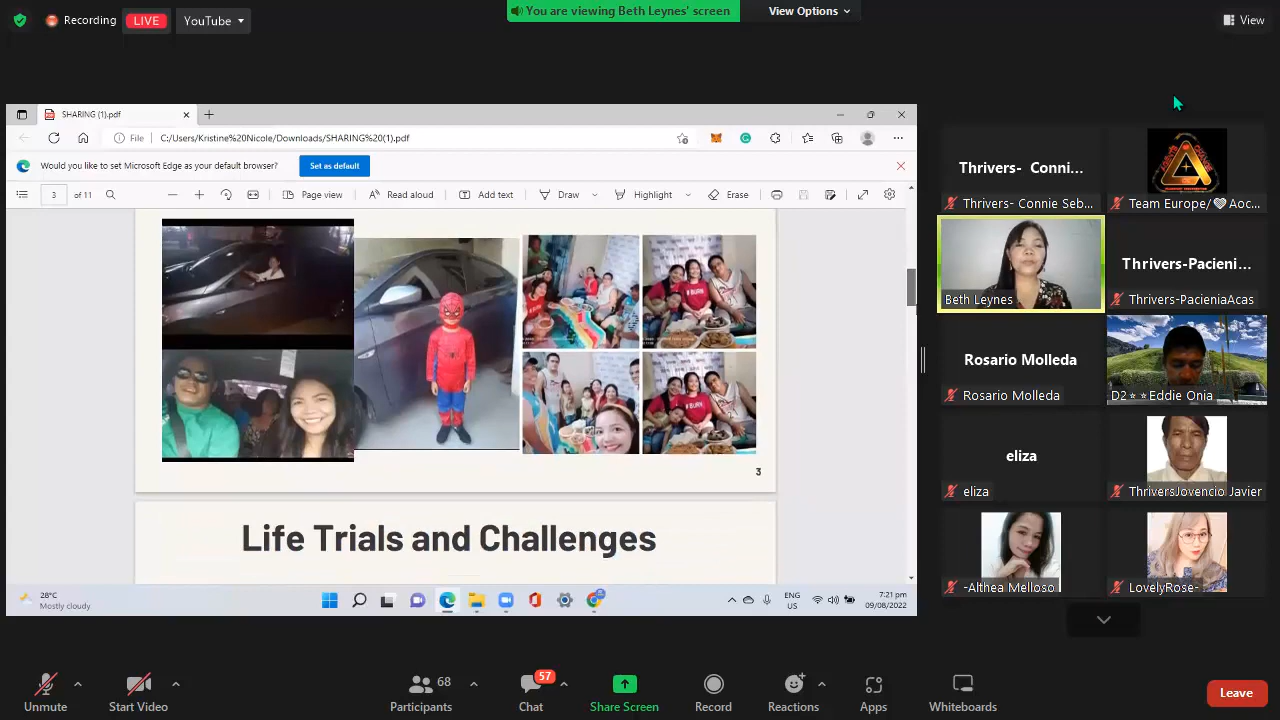 Recording
LIVE
YouTube
You are viewing Beth Leynes' screen
View Options
View
SHARING (1).pdf
File
C:/Users/Kristine%20Nicole/Downloads/SHARING%20(1).pdf
Would you like to set Microsoft Edge as your default browser?
Set as default
3
of 11
Page view
Read aloud
Add text
Draw
Highlight
Erase
BURN
3
Life Trials and Challenges
28°C
Mostly cloudy
ENG
US
7:21 pm
09/08/2022
Thrivers- Conni...
Thrivers- Connie Seb...
Team Europe/🤍Aoc...
Beth Leynes
Thrivers-Pacieni...
Thrivers-PacieniaAcas
Rosario Molleda
Rosario Molleda
D2⭐⭐Eddie Onia
eliza
eliza
ThriversJovencio Javier
-Althea Melloso
LovelyRose-
Unmute
Start Video
68
Participants
57
Chat
Share Screen
Record
Reactions
Apps
Whiteboards
Leave